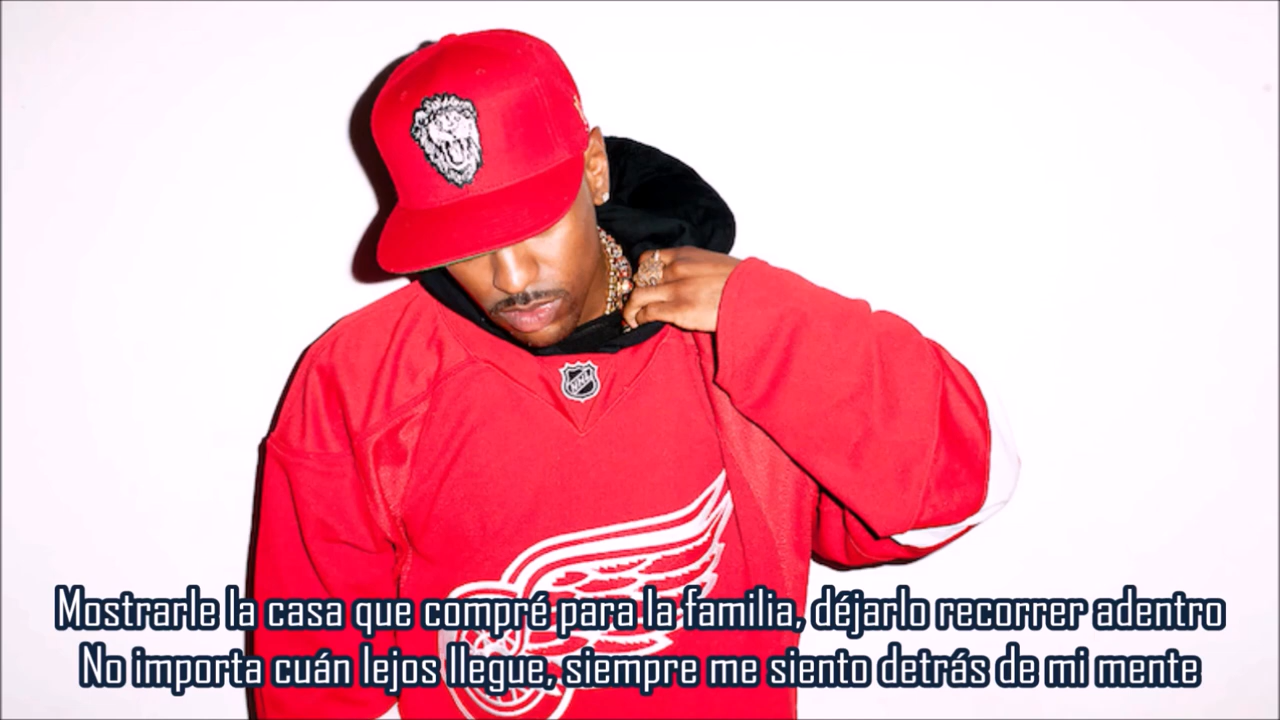 NHL
Mostrarle la casa que compré para la familia, déjarlo recorrer adentro
No importa cuán lejos llegue, siempre me siento detrás de mi mente